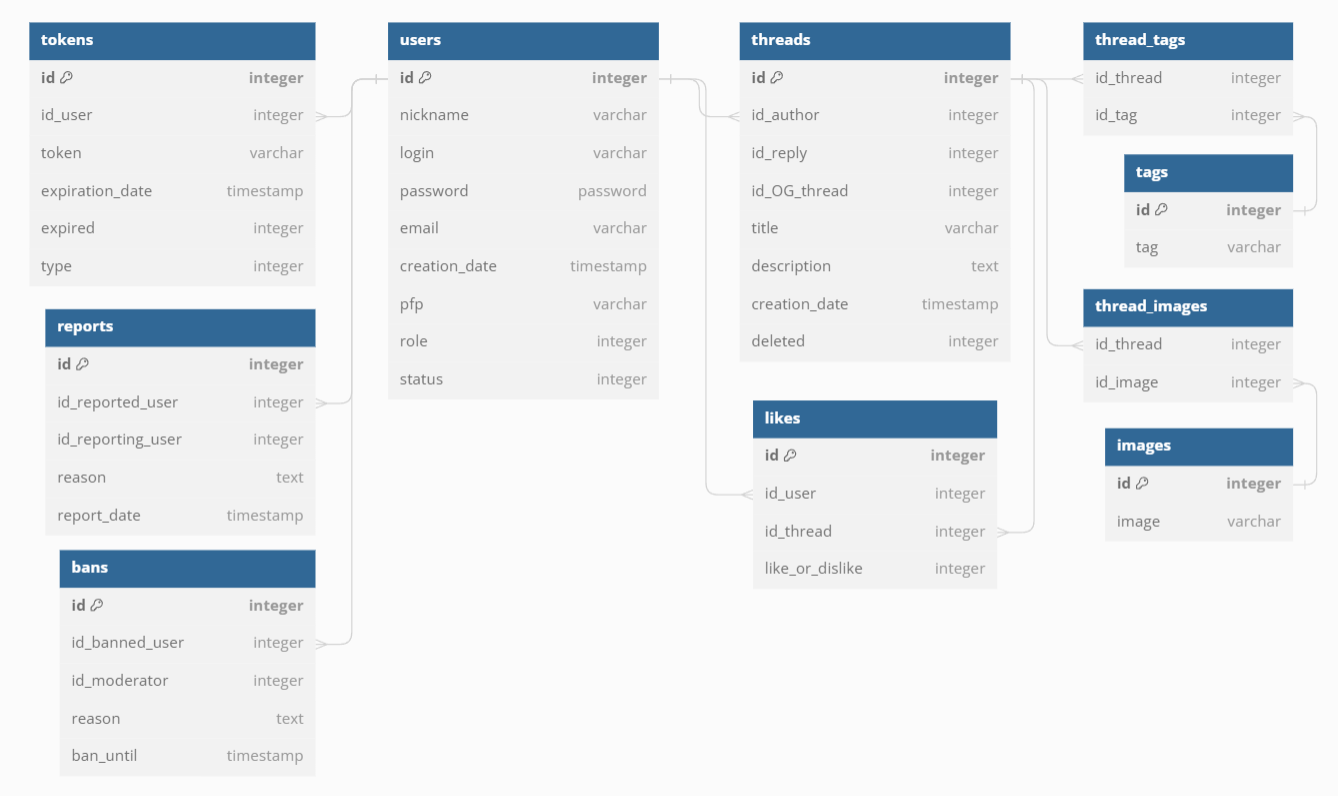 tokens
id integer
id_user integer
token varchar
expiration_date timestamp
expired integer
type integer
reports
id integer
id_reported_user integer
id_reporting_user integer
reason text
report_date timestamp
bans
id integer
id_banned_user integer
id_moderator integer
reason text
ban_until timestamp
users
id integer
nickname varchar
login varchar
password password
email varchar
creation_date timestamp
pfp varchar
role integer
status integer
threads
id integer
id_author integer
id_reply integer
id_OG_thread integer
title varchar
description text
creation_date timestamp
deleted integer
likes
id integer
id_user integer
id_thread integer
like_or_dislike integer
thread_tags
id_thread integer
id_tag integer
tags
id integer
tag varchar
thread_images
id_thread integer
id_image integer
images
id integer
image varchar